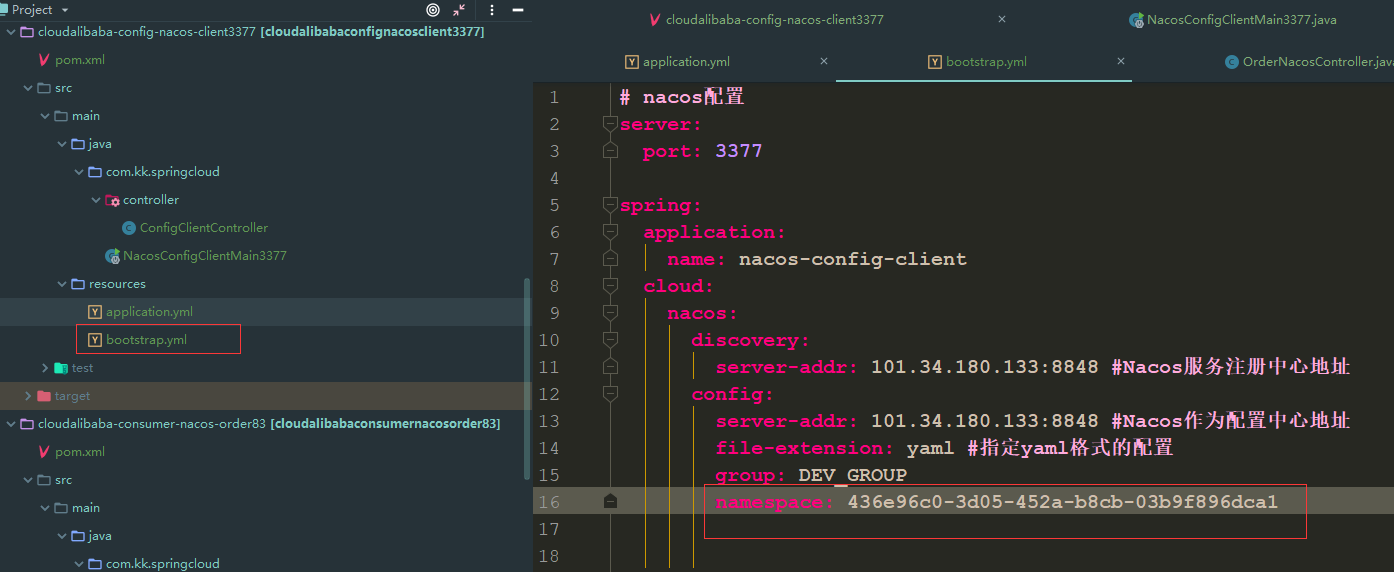 Project
cloudalibaba-config-nacos-client3377 [cloudalibabaconfignacosclient3377]
pom.xml
src
main
java
com.kk.springcloud
controller
ConfigClientController
NacosConfigClientMain3377
resources
application.yml
bootstrap.yml
test
target
cloudalibaba-consumer-nacos-order83 [cloudalibabaconsumernacosorder83]
pom.xml
src
main
java
com.kk.springcloud
cloudalibaba-config-nacos-client3377
NacosConfigClientMain3377.java
application.yml
bootstrap.yml
OrderNacosController.java
1 # nacos配置
2 server:
3 port: 3377
4
5 spring:
6 application:
7 name: nacos-config-client
8 cloud:
9 nacos:
10 discovery:
11 server-addr: 101.34.180.133:8848 #Nacos服务注册中心地址
12 config:
13 server-addr: 101.34.180.133:8848 #Nacos作为配置中心地址
14 file-extension: yaml #指定yaml格式的配置
15 group: DEV_GROUP
16 namespace: 436e96c0-3d05-452a-b8cb-03b9f896dca1
17
18